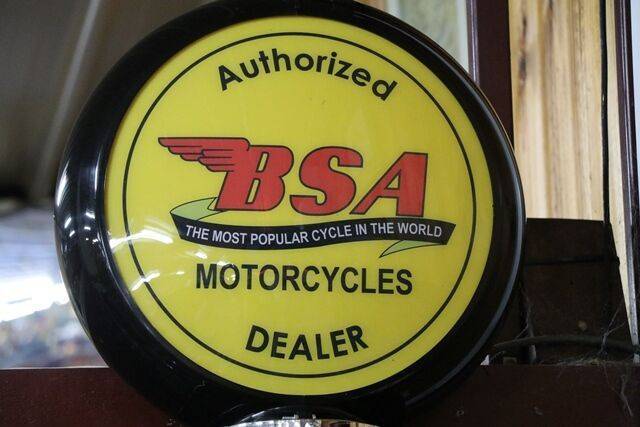 Authorized
BSA
THE MOST POPULAR CYCLE IN THE WORLD
MOTORCYCLES
DEALER